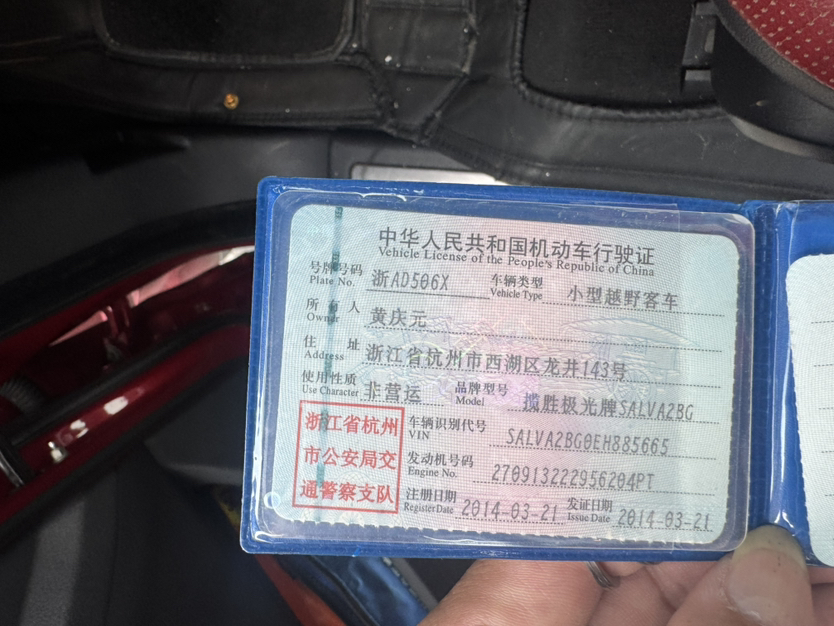 中华人民共和国机动车行驶证
Vehicle License of the People's Republic of China
号牌号码 浙AD506X 车辆类型 小型越野客车
Plate No. Vehicle Type
所有人 黄庆元
Owner
住址 浙江省杭州市西湖区龙井143号
Address
使用性质 非营运 品牌型号 揽胜极光牌SALVA2BG
Use Character Model
浙江省杭州
市公安局交
通警察支队
车辆识别代号 SALVA2BG0EH885665
VIN
发动机号码 270913222956204PT
Engine No.
注册日期 2014-03-21 发证日期 2014-03-21
Register Date Issue Date